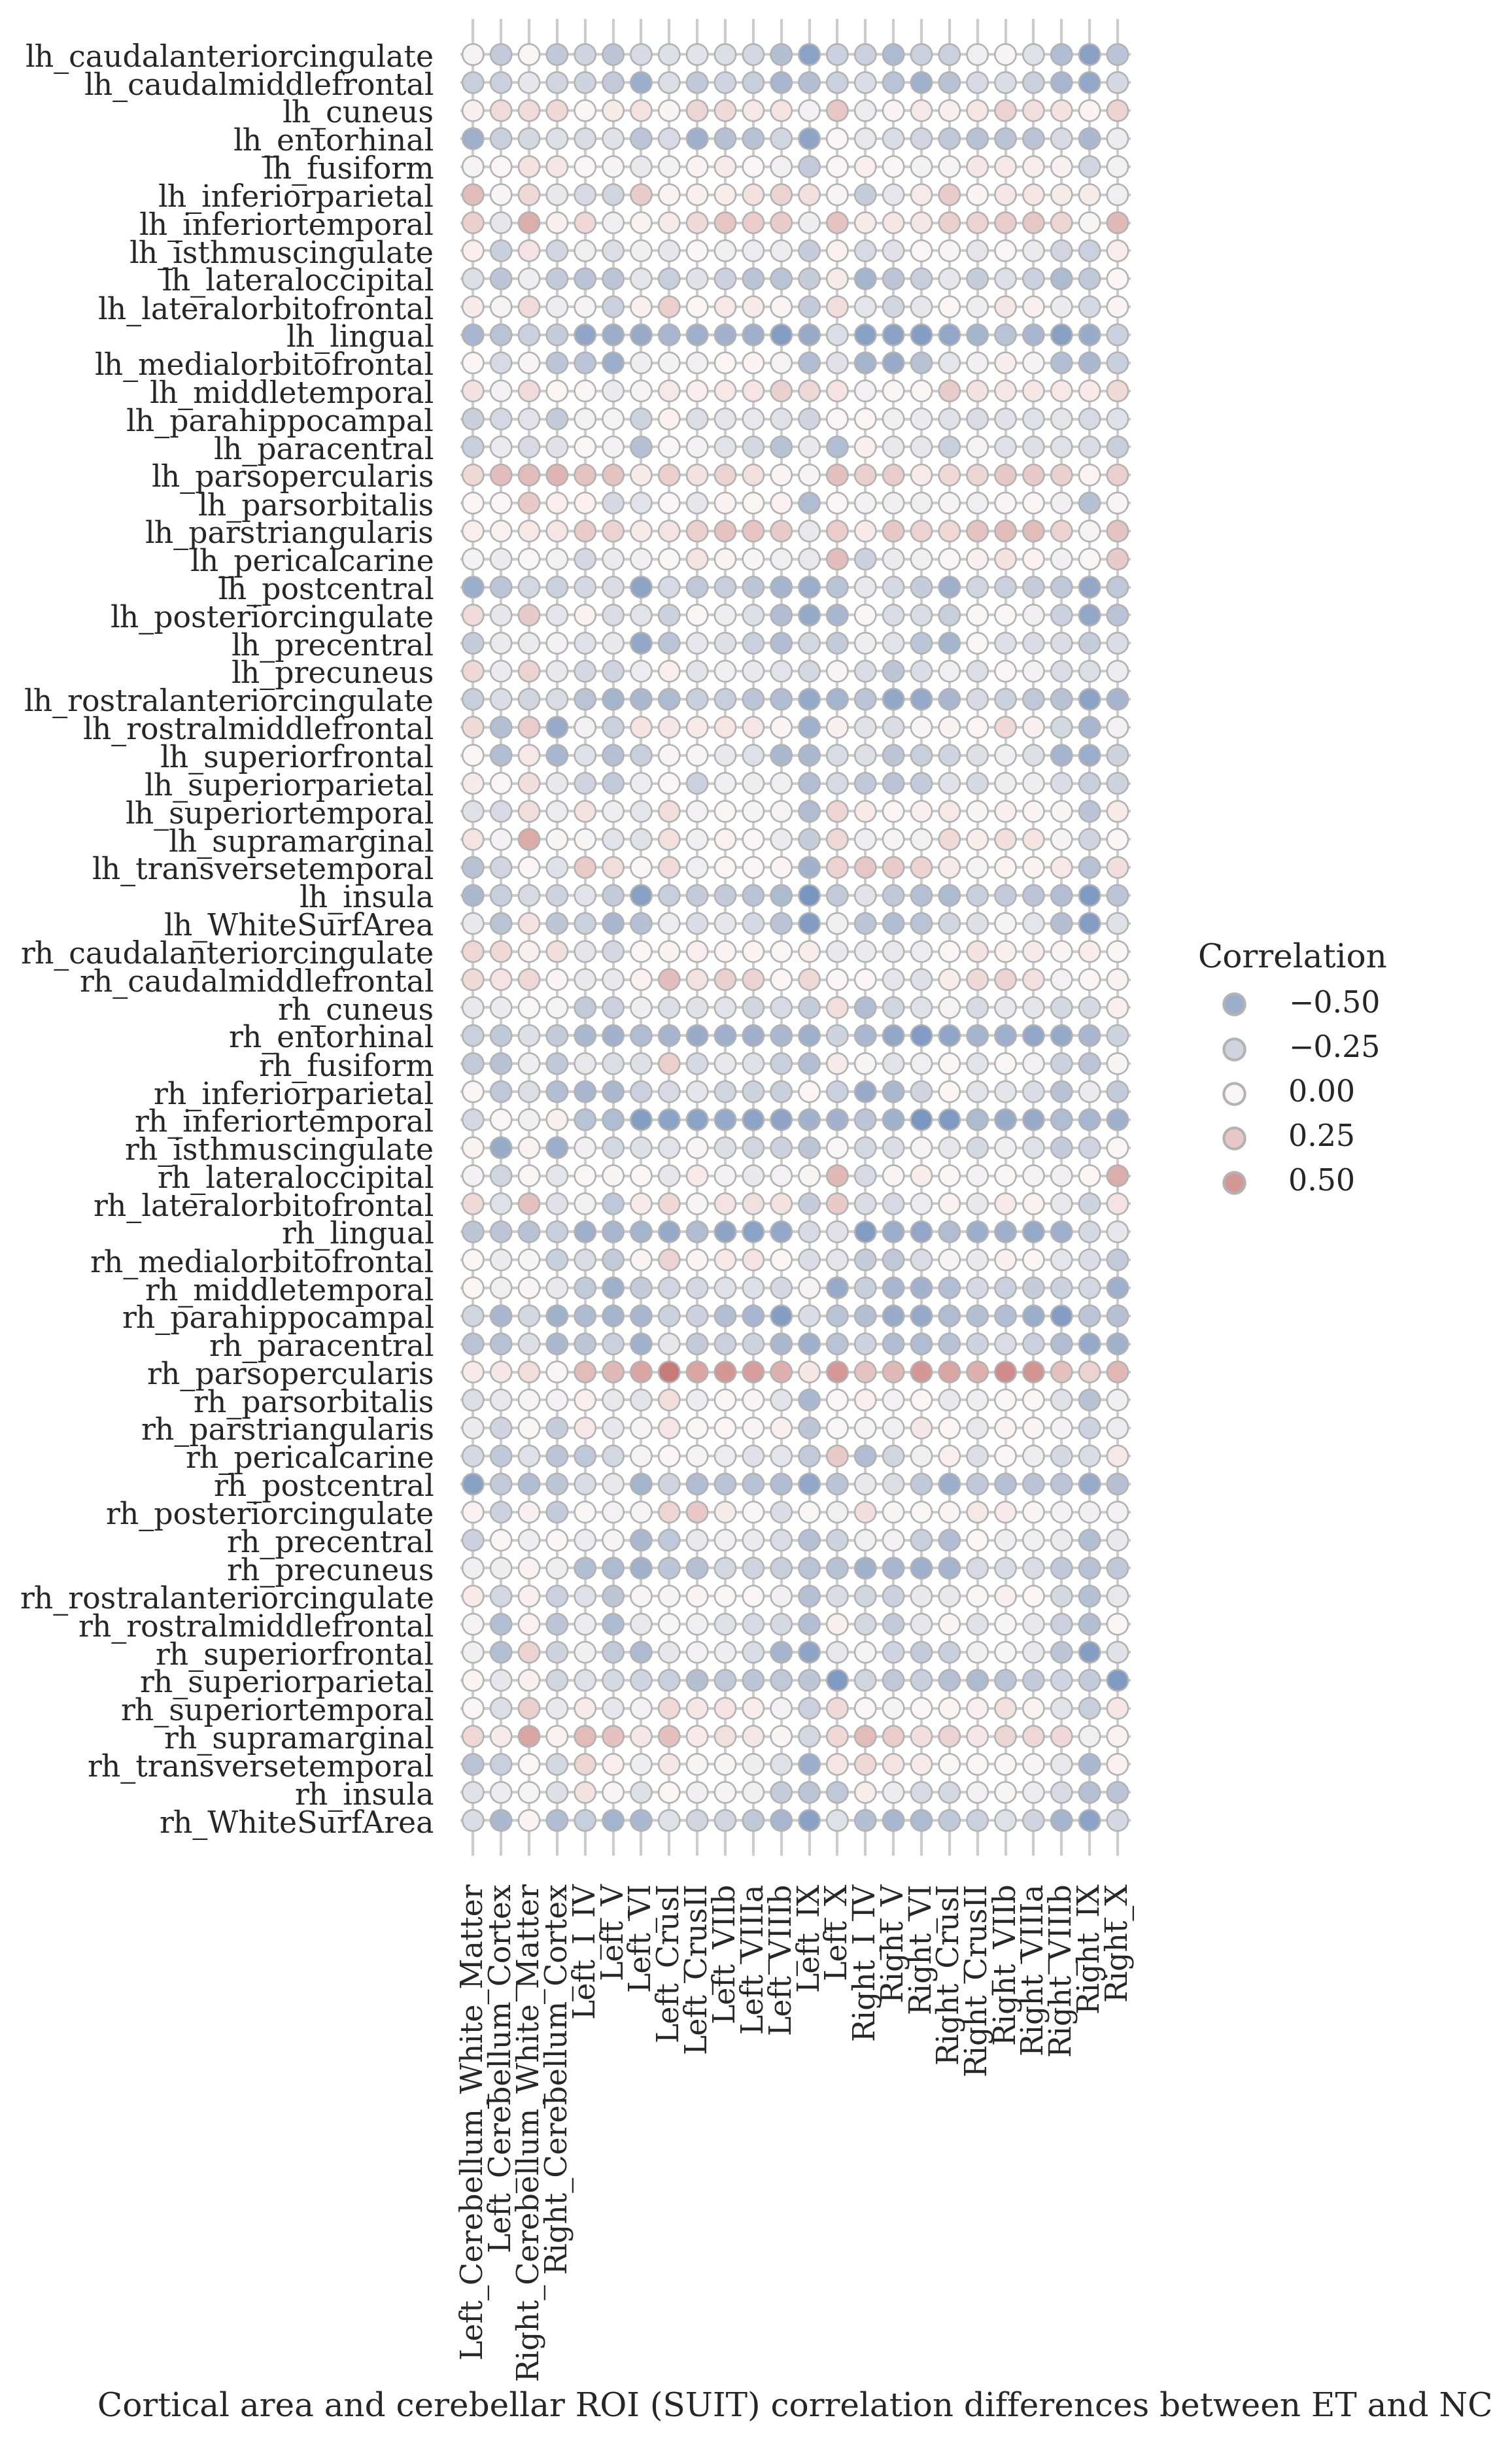 lh_caudalanteriorcingulate
lh_caudalmiddlefrontal
lh_cuneus
lh_entorhinal
lh_fusiform
lh_inferiorparietal
lh_inferiortemporal
lh_isthmuscingulate
lh_lateraloccipital
lh_lateralorbitofrontal
lh_lingual
lh_medialorbitofrontal
lh_middletemporal
lh_parahippocampal
lh_paracentral
lh_parsopercularis
lh_parsorbitalis
lh_parstriangularis
lh_pericalcarine
lh_postcentral
lh_posteriorcingulate
lh_precentral
lh_precuneus
lh_rostralanteriorcingulate
lh_rostralmiddlefrontal
lh_superiorfrontal
lh_superiorparietal
lh_superiortemporal
lh_supramarginal
lh_transversetemporal
lh_insula
lh_WhiteSurfArea
rh_caudalanteriorcingulate
rh_caudalmiddlefrontal
rh_cuneus
rh_entorhinal
rh_fusiform
rh_inferiorparietal
rh_inferiortemporal
rh_isthmuscingulate
rh_lateraloccipital
rh_lateralorbitofrontal
rh_lingual
rh_medialorbitofrontal
rh_middletemporal
rh_parahippocampal
rh_paracentral
rh_parsopercularis
rh_parsorbitalis
rh_parstriangularis
rh_pericalcarine
rh_postcentral
rh_posteriorcingulate
rh_precentral
rh_precuneus
rh_rostralanteriorcingulate
rh_rostralmiddlefrontal
rh_superiorfrontal
rh_superiorparietal
rh_superiortemporal
rh_supramarginal
rh_transversetemporal
rh_insula
rh_WhiteSurfArea
Correlation
−0.50
−0.25
0.00
0.25
0.50
Left_Cerebellum_White_Matter
Left_Cerebellum_Cortex
Right_Cerebellum_White_Matter
Right_Cerebellum_Cortex
Left_I_IV
Left_V
Left_VI
Left_CrusI
Left_CrusII
Left_VIIb
Left_VIIIa
Left_VIIIb
Left_IX
Left_X
Right_I_IV
Right_V
Right_VI
Right_CrusI
Right_CrusII
Right_VIIb
Right_VIIIa
Right_VIIIb
Right_IX
Right_X
Cortical area and cerebellar ROI (SUIT) correlation differences between ET and NC